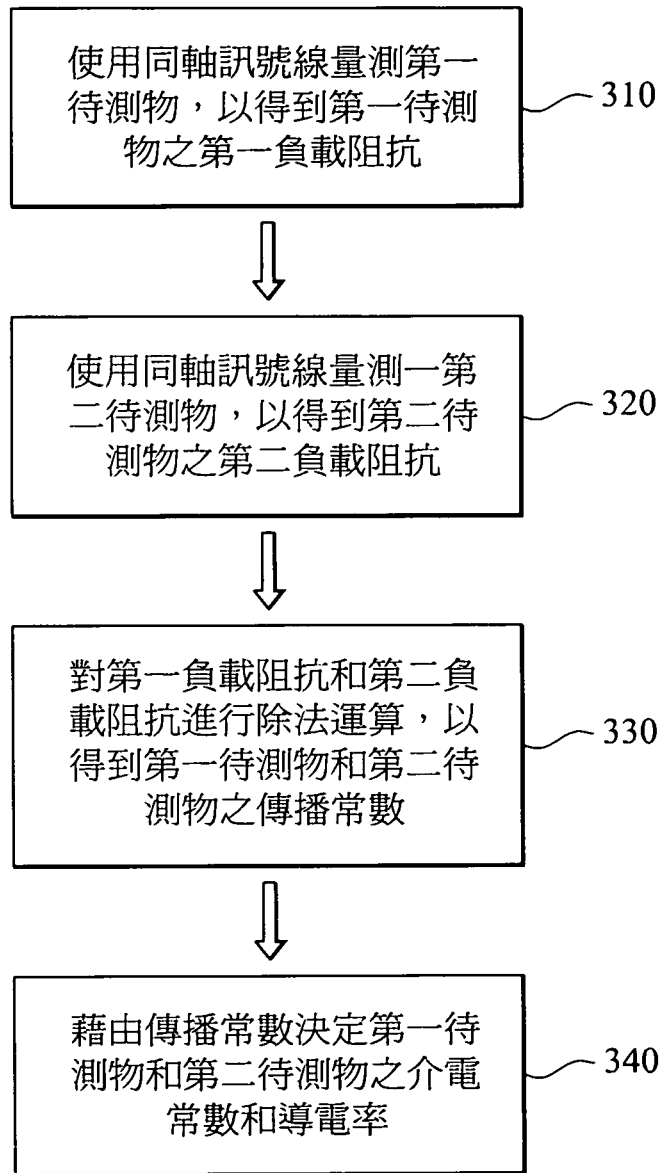 使用同軸訊號線量測第一
待測物，以得到第一待測
物之第一負載阻抗
310
使用同軸訊號線量測一第
二待測物，以得到第二待
測物之第二負載阻抗
320
對第一負載阻抗和第二負
載阻抗進行除法運算，以
得到第一待測物和第二待
測物之傳播常數
330
藉由傳播常數決定第一待
測物和第二待測物之介電
常數和導電率
340